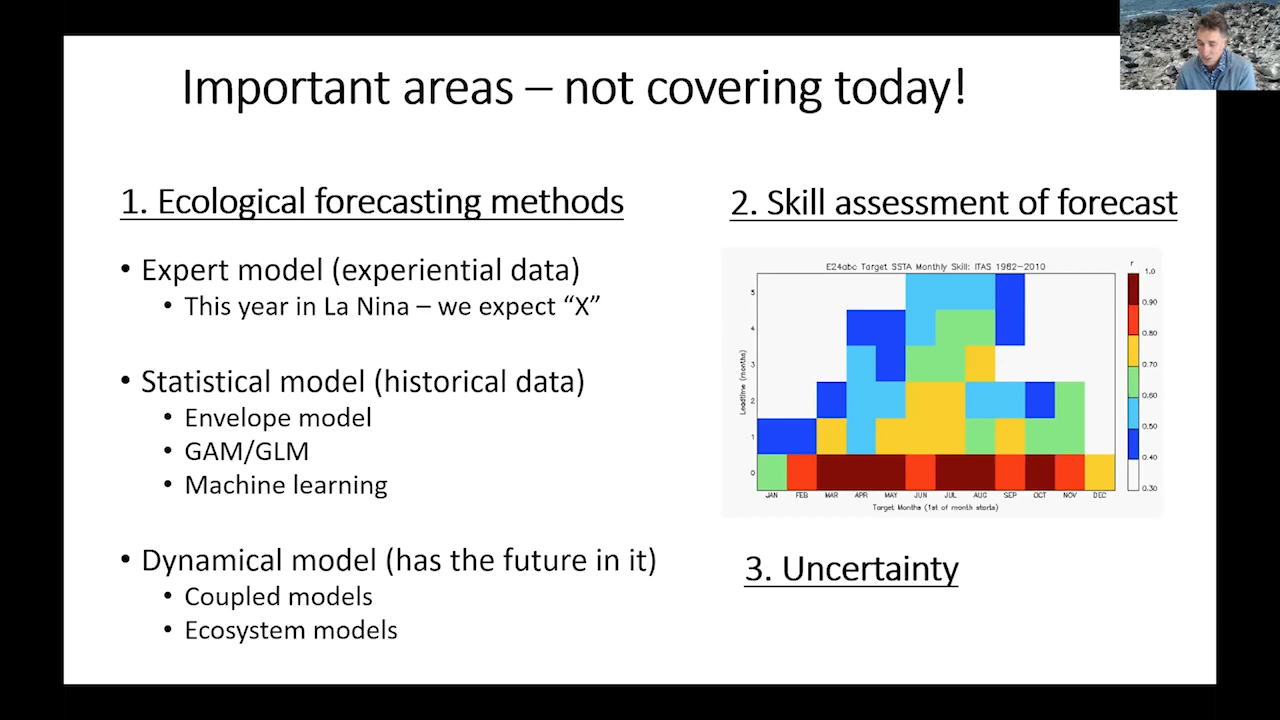 Important areas – not covering today!
1. Ecological forecasting methods
• Expert model (experiential data)
• This year in La Nina – we expect “X”
• Statistical model (historical data)
• Envelope model
• GAM/GLM
• Machine learning
• Dynamical model (has the future in it)
• Coupled models
• Ecosystem models
2. Skill assessment of forecast
E24abc Target SSTA Monthly Skill: ITAS 1982–2010
r
1.0
0.90
0.80
0.70
0.60
0.50
0.40
0.30
Leadtime (months)
5
4
3
2
1
0
JAN FEB MAR APR MAY JUN JUL AUG SEP OCT NOV DEC
Target Months (1st of month starts)
3. Uncertainty